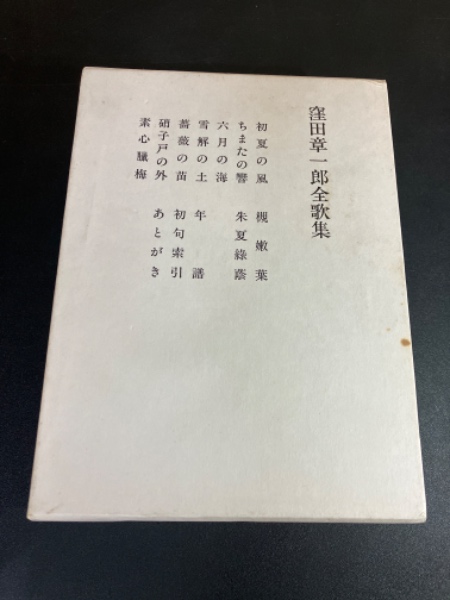 窪田章一郎全歌集
初夏の風　槻嫩葉
ちまたの響　朱夏綠蔭
六月の海
雪解の土　年譜
薔薇の苗　初句索引
硝子戸の外　あとがき
素心臘梅